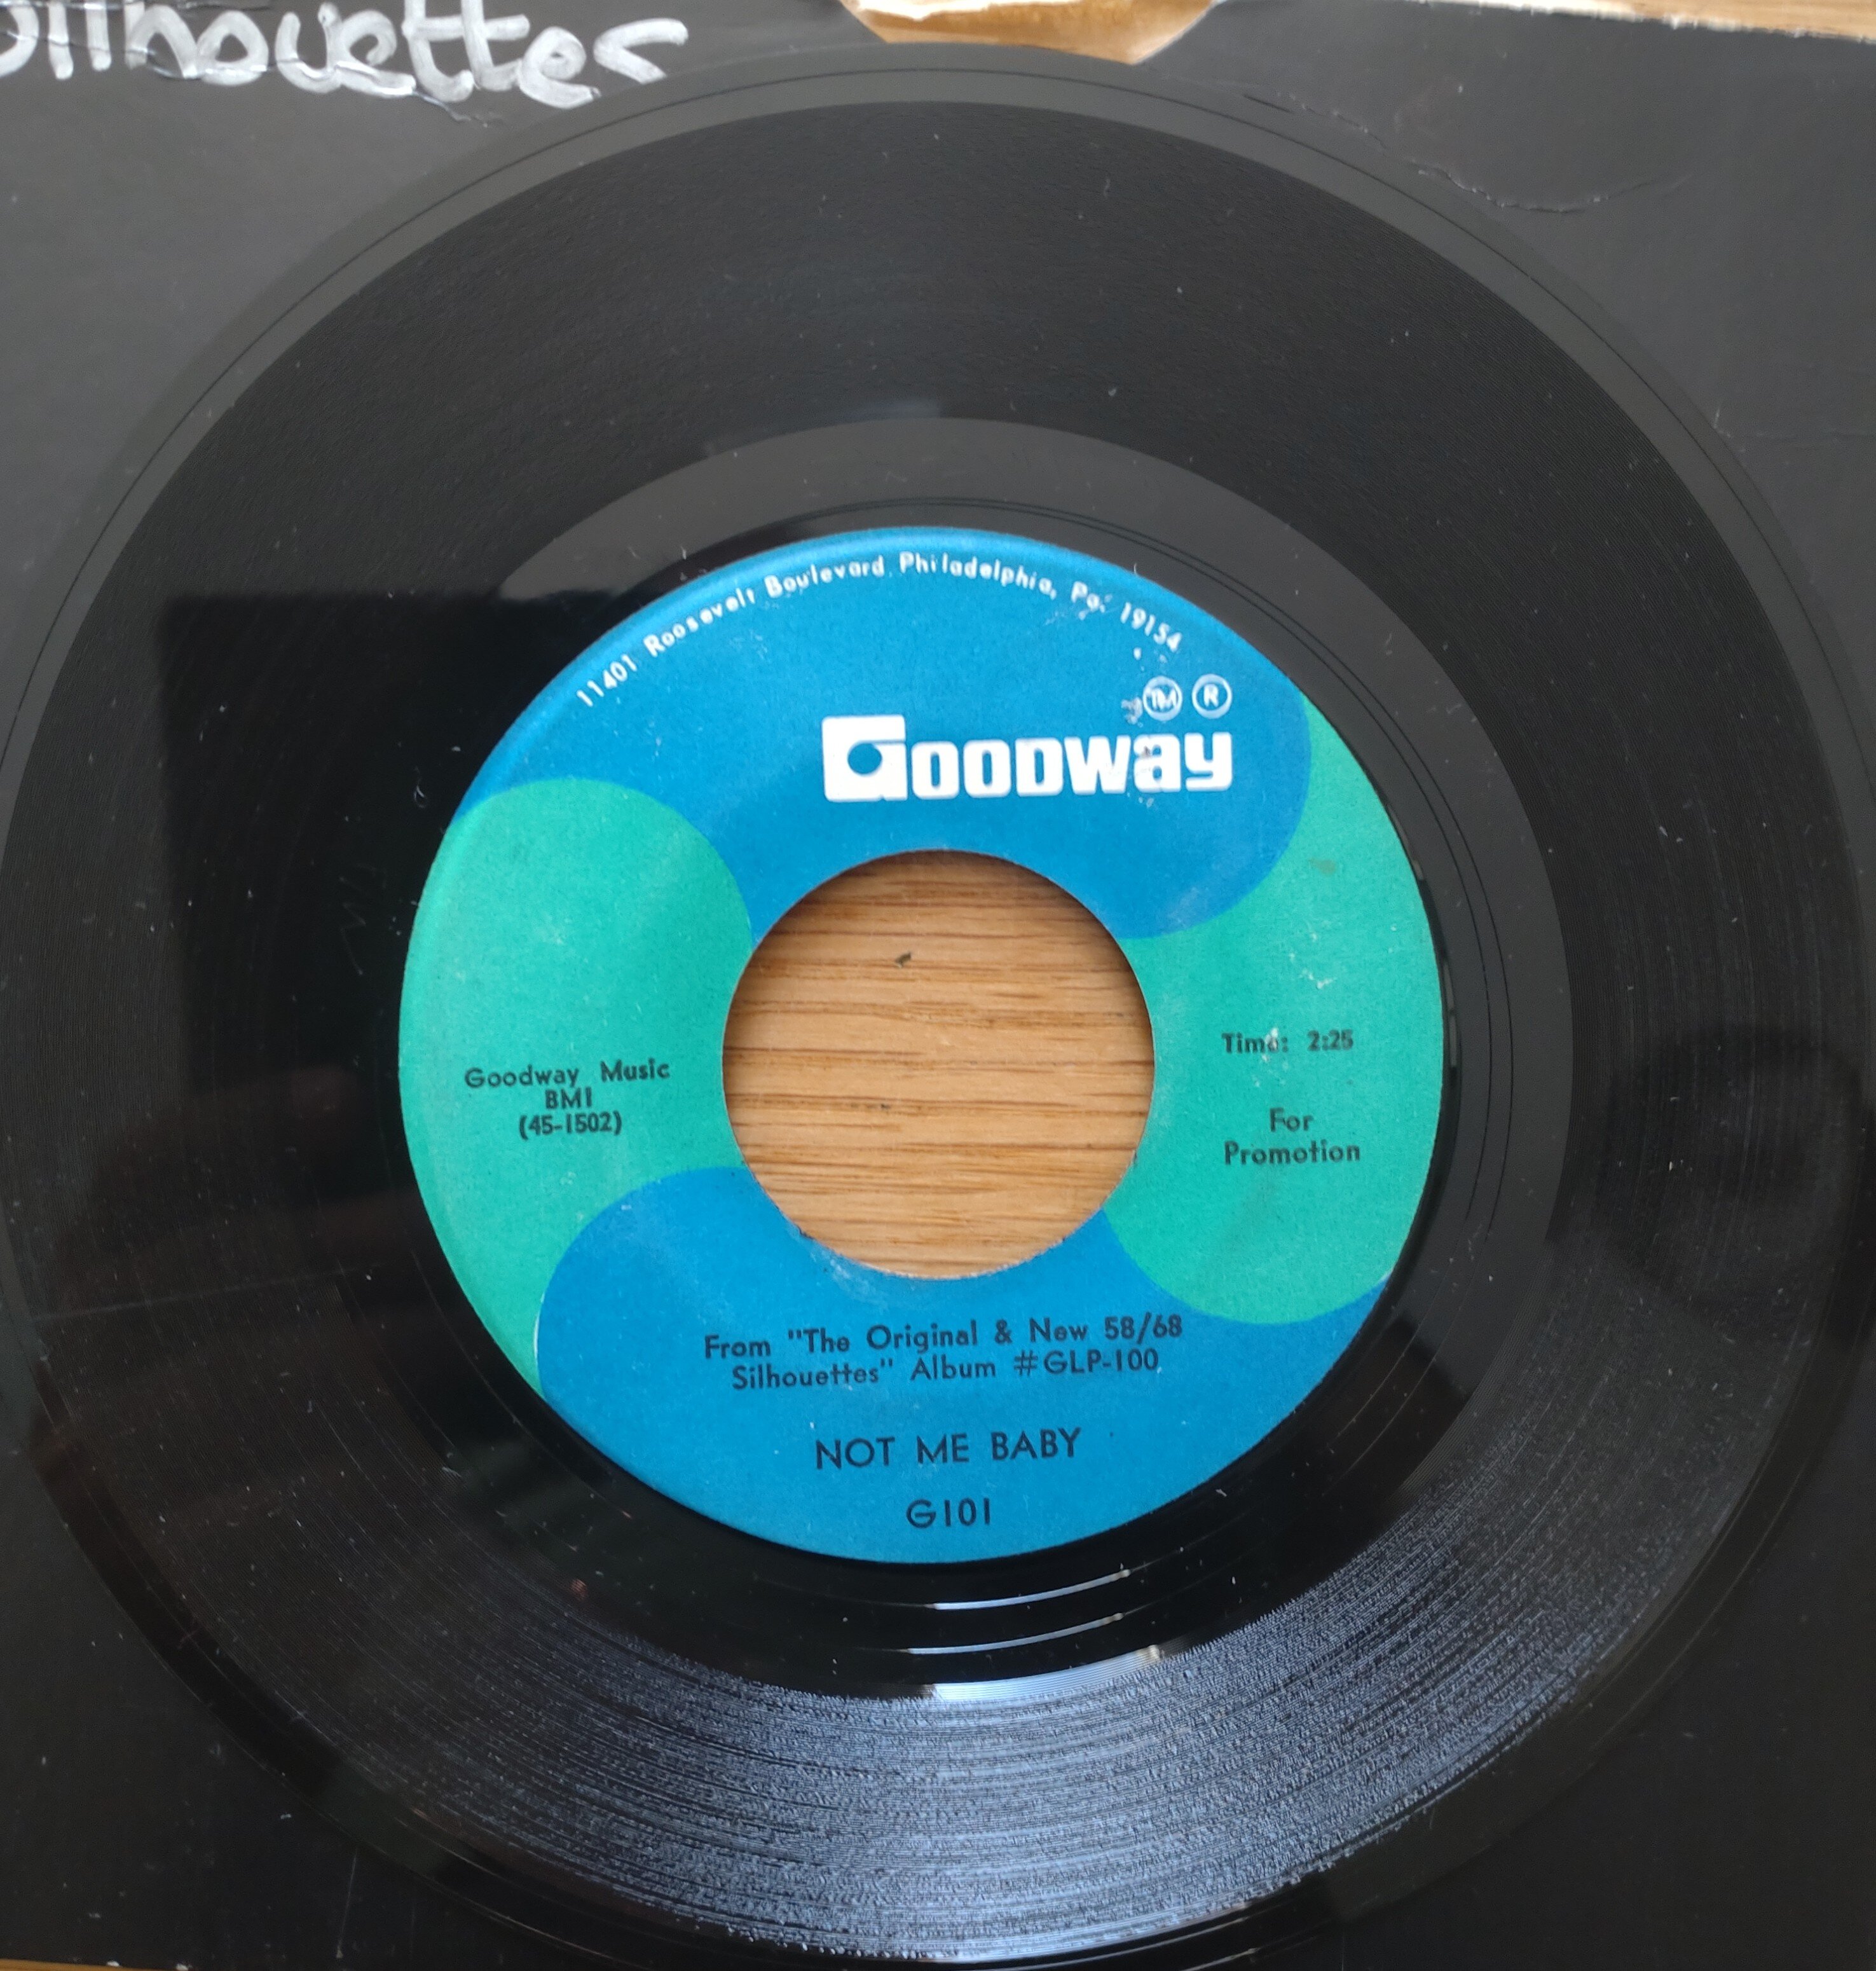 Silhouettes
11401 Roosevelt Boulevard Philadelphia, Pa. 19154
TM R
Goodway
Time: 2:25
Goodway Music
BMI
(45-1502)
For
Promotion
From "The Original & New 58/68
Silhouettes" Album #GLP-100
NOT ME BABY
G101